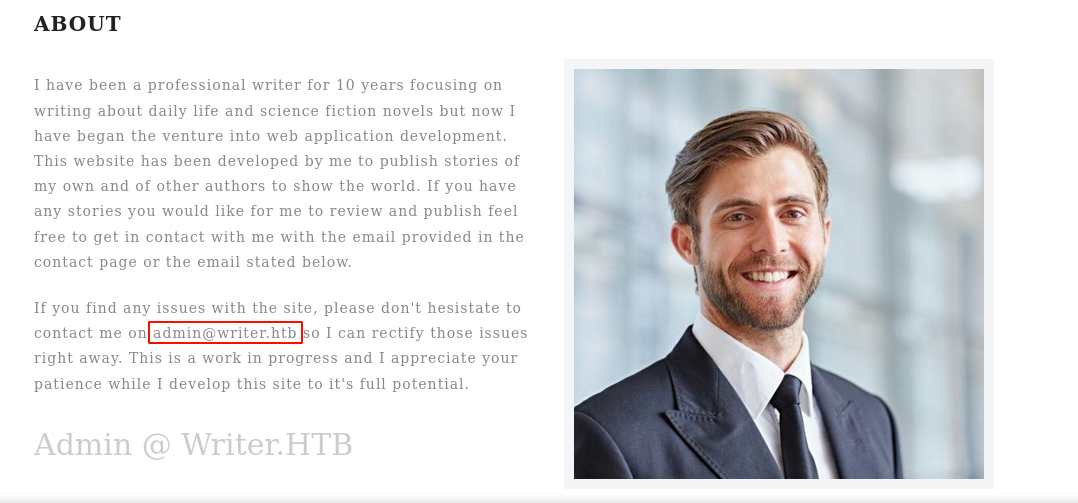 ABOUT
I have been a professional writer for 10 years focusing on
writing about daily life and science fiction novels but now I
have began the venture into web application development.
This website has been developed by me to publish stories of
my own and of other authors to show the world. If you have
any stories you would like for me to review and publish feel
free to get in contact with me with the email provided in the
contact page or the email stated below.
If you find any issues with the site, please don't hesistate to
contact me on admin@writer.htb so I can rectify those issues
right away. This is a work in progress and I appreciate your
patience while I develop this site to it's full potential.
Admin @ Writer.HTB